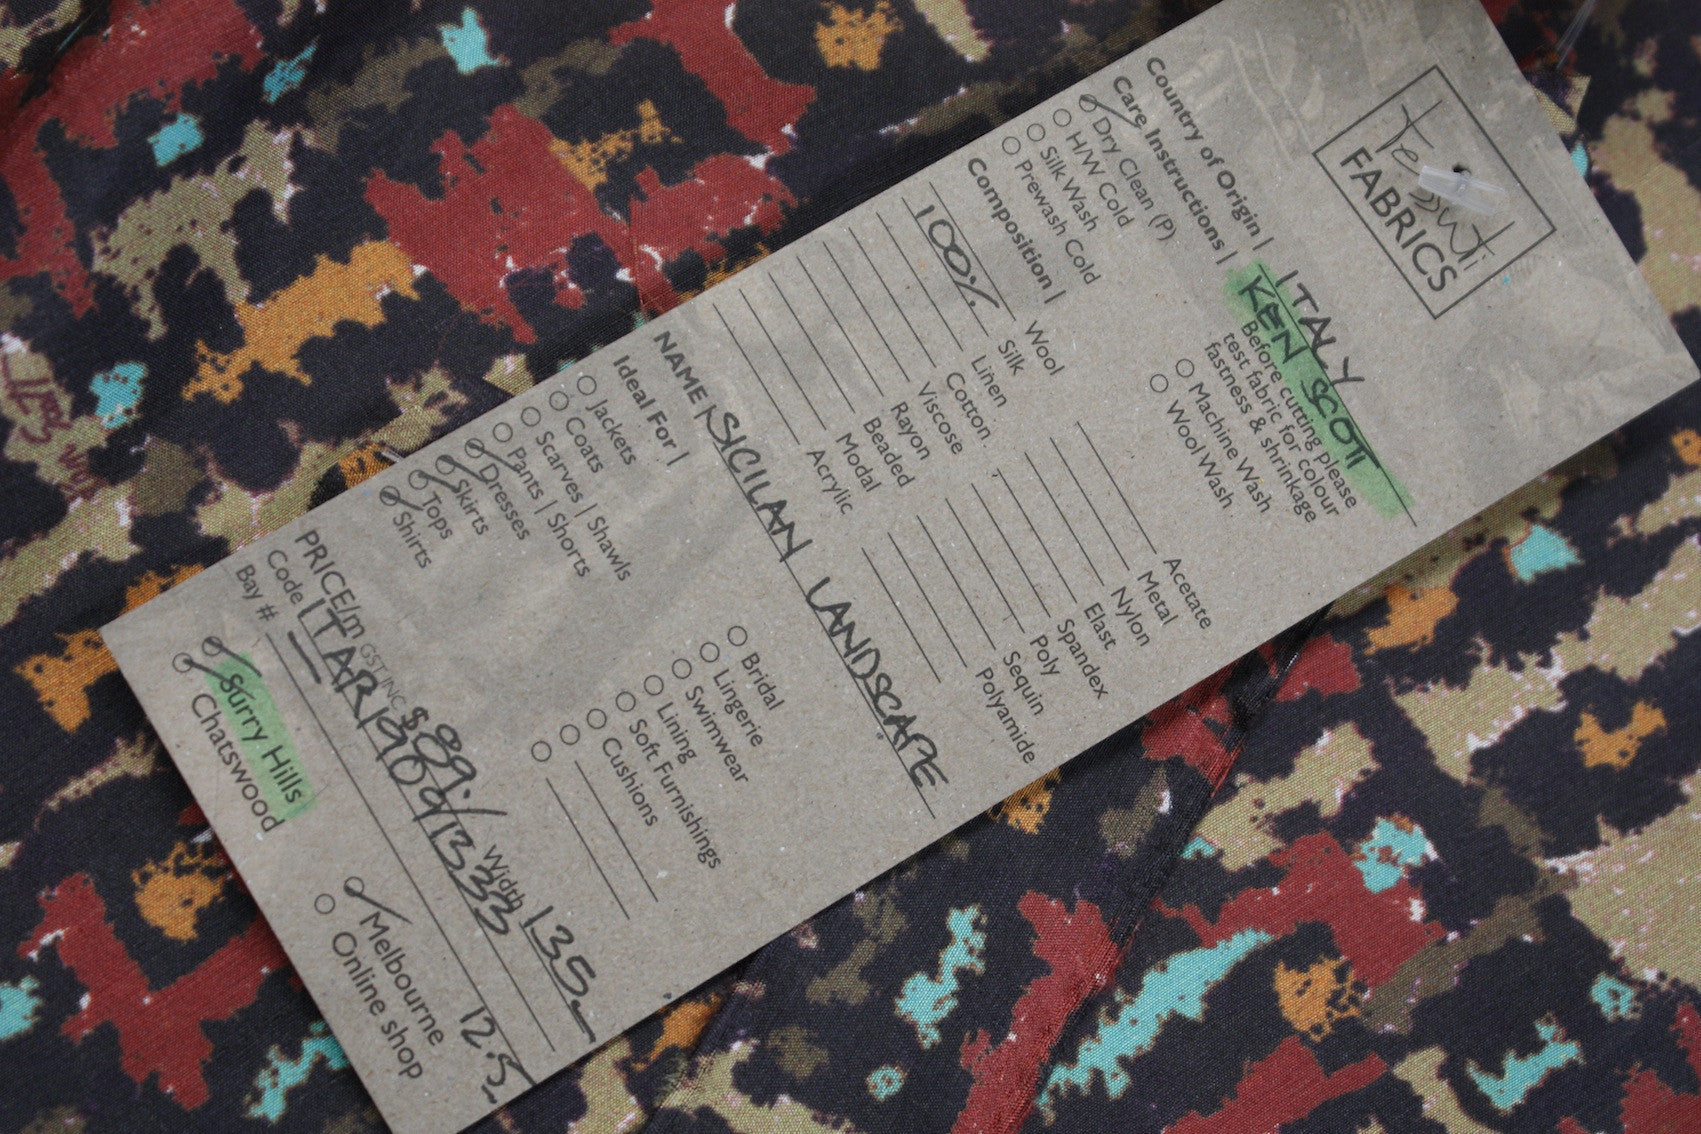 Tessuti
FABRICS
Country of Origin | ITALY
KEN SCOTT
Care Instructions |
Dry Clean (P)
H/W Cold
Silk Wash
Prewash Cold
Before cutting please
test fabric for colour
fastness & shrinkage
Machine Wash
Wool Wash
Composition |
Wool
100% Silk
Linen
Cotton
Viscose
Rayon
Beaded
Modal
Acrylic
Acetate
Metal
Nylon
Elast
Spandex
Poly
Sequin
Polyamide
NAME | SICILAN LANDSCAPE
Ideal For |
Jackets
Coats
Scarves | Shawls
Pants | Shorts
Dresses
Skirts
Tops
Shirts
Bridal
Lingerie
Swimwear
Lining
Soft Furnishings
Cushions
PRICE/m GST INC $89. Width 135
Code 12.5
Bay #
Surry Hills
Chatswood
Melbourne
Online shop